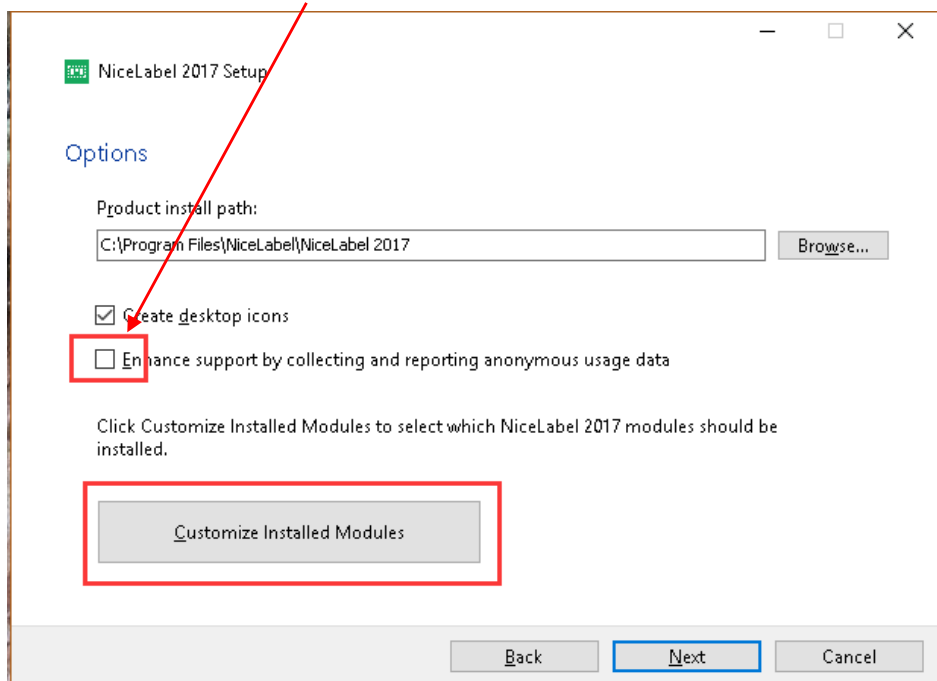 NiceLabel 2017 Setup
Options
Product install path:
C:\Program Files\NiceLabel\NiceLabel 2017
Browse...
Create desktop icons
Enhance support by collecting and reporting anonymous usage data
Click Customize Installed Modules to select which NiceLabel 2017 modules should be
installed.
Customize Installed Modules
Back Next Cancel